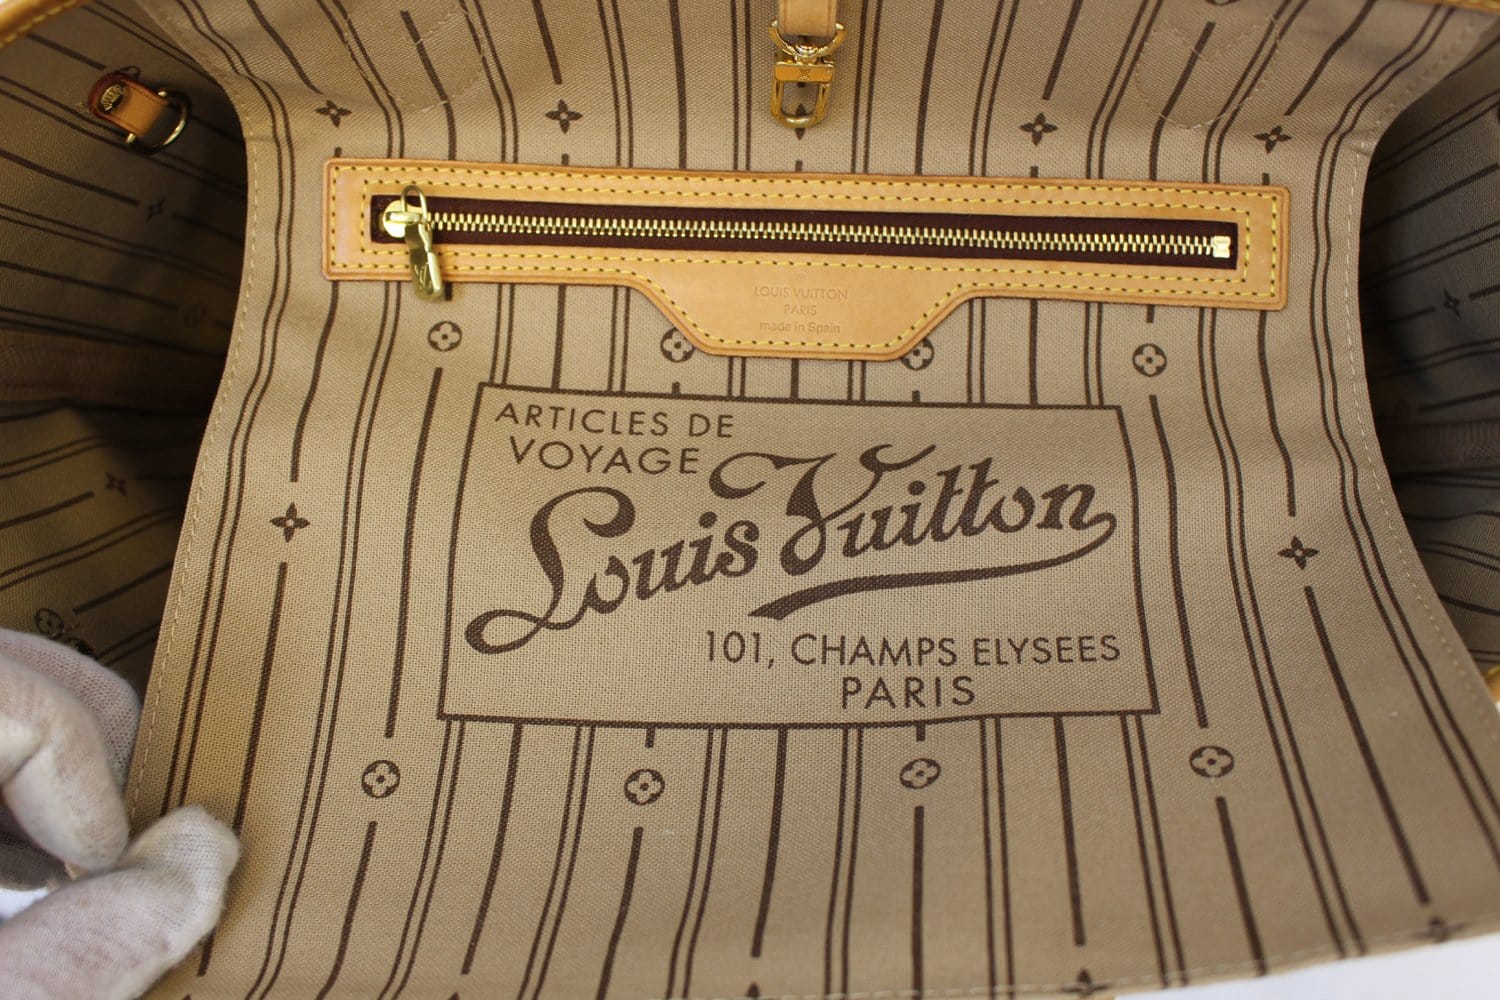 LOUIS VUITTON
PARIS
made in Spain
ARTICLES DE
VOYAGE
Louis Vuitton
101, CHAMPS ELYSEES
PARIS